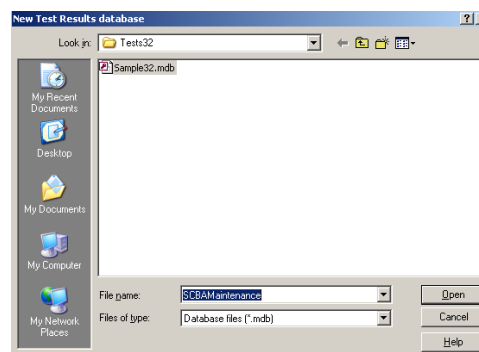 New Test Results database
?
Look in:
Tests32
Sample32.mdb
My Recent
Documents
Desktop
My Documents
My Computer
My Network
Places
File name:
SCBAMaintenance
Open
Files of type:
Database files (*.mdb)
Cancel
Help